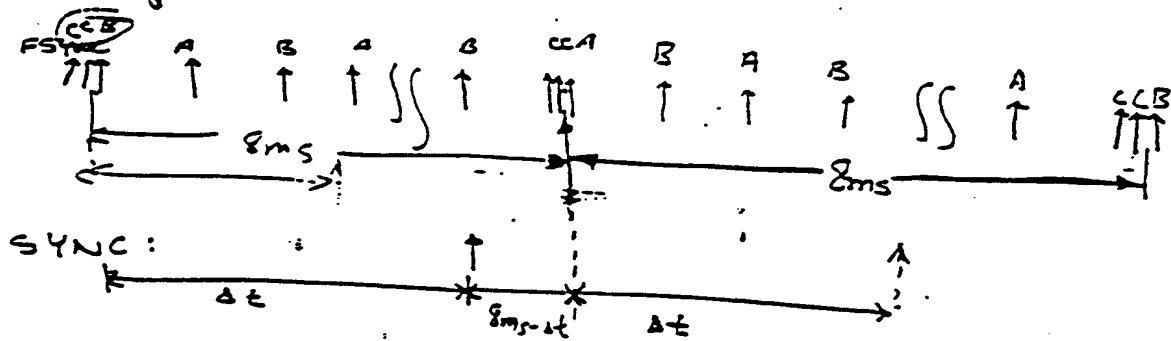 CCB
FSYNC A B A B CCA B A B A CCB
8ms 8ms
SYNC:
Δt 8ms-Δt Δt